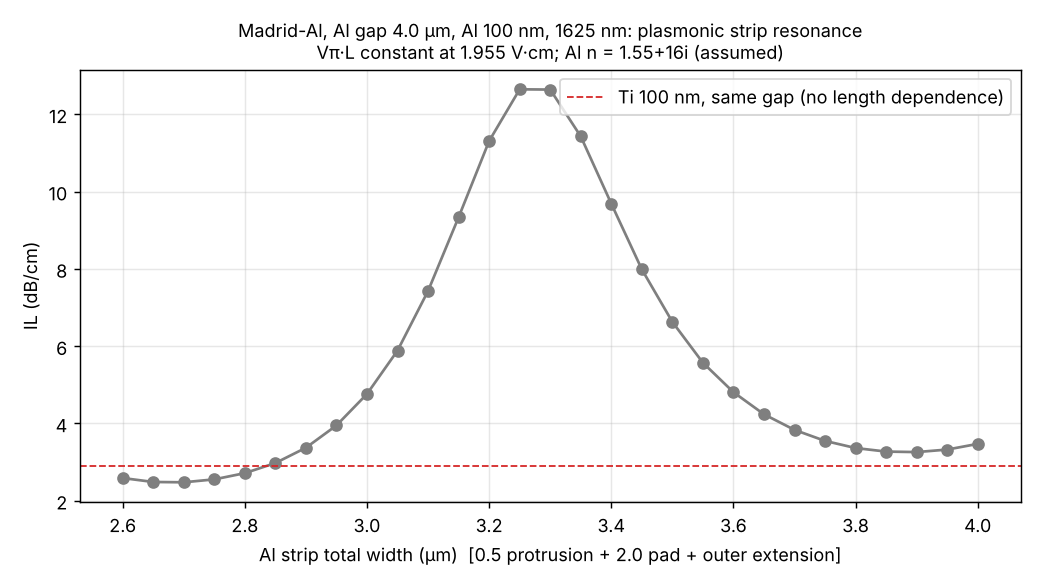 Madrid-Al, Al gap 4.0 µm, Al 100 nm, 1625 nm: plasmonic strip resonance
Vπ·L constant at 1.955 V·cm; Al n = 1.55+16i (assumed)
Ti 100 nm, same gap (no length dependence)
IL (dB/cm)
12
10
8
6
4
2
2.6 2.8 3.0 3.2 3.4 3.6 3.8 4.0
Al strip total width (µm) [0.5 protrusion + 2.0 pad + outer extension]